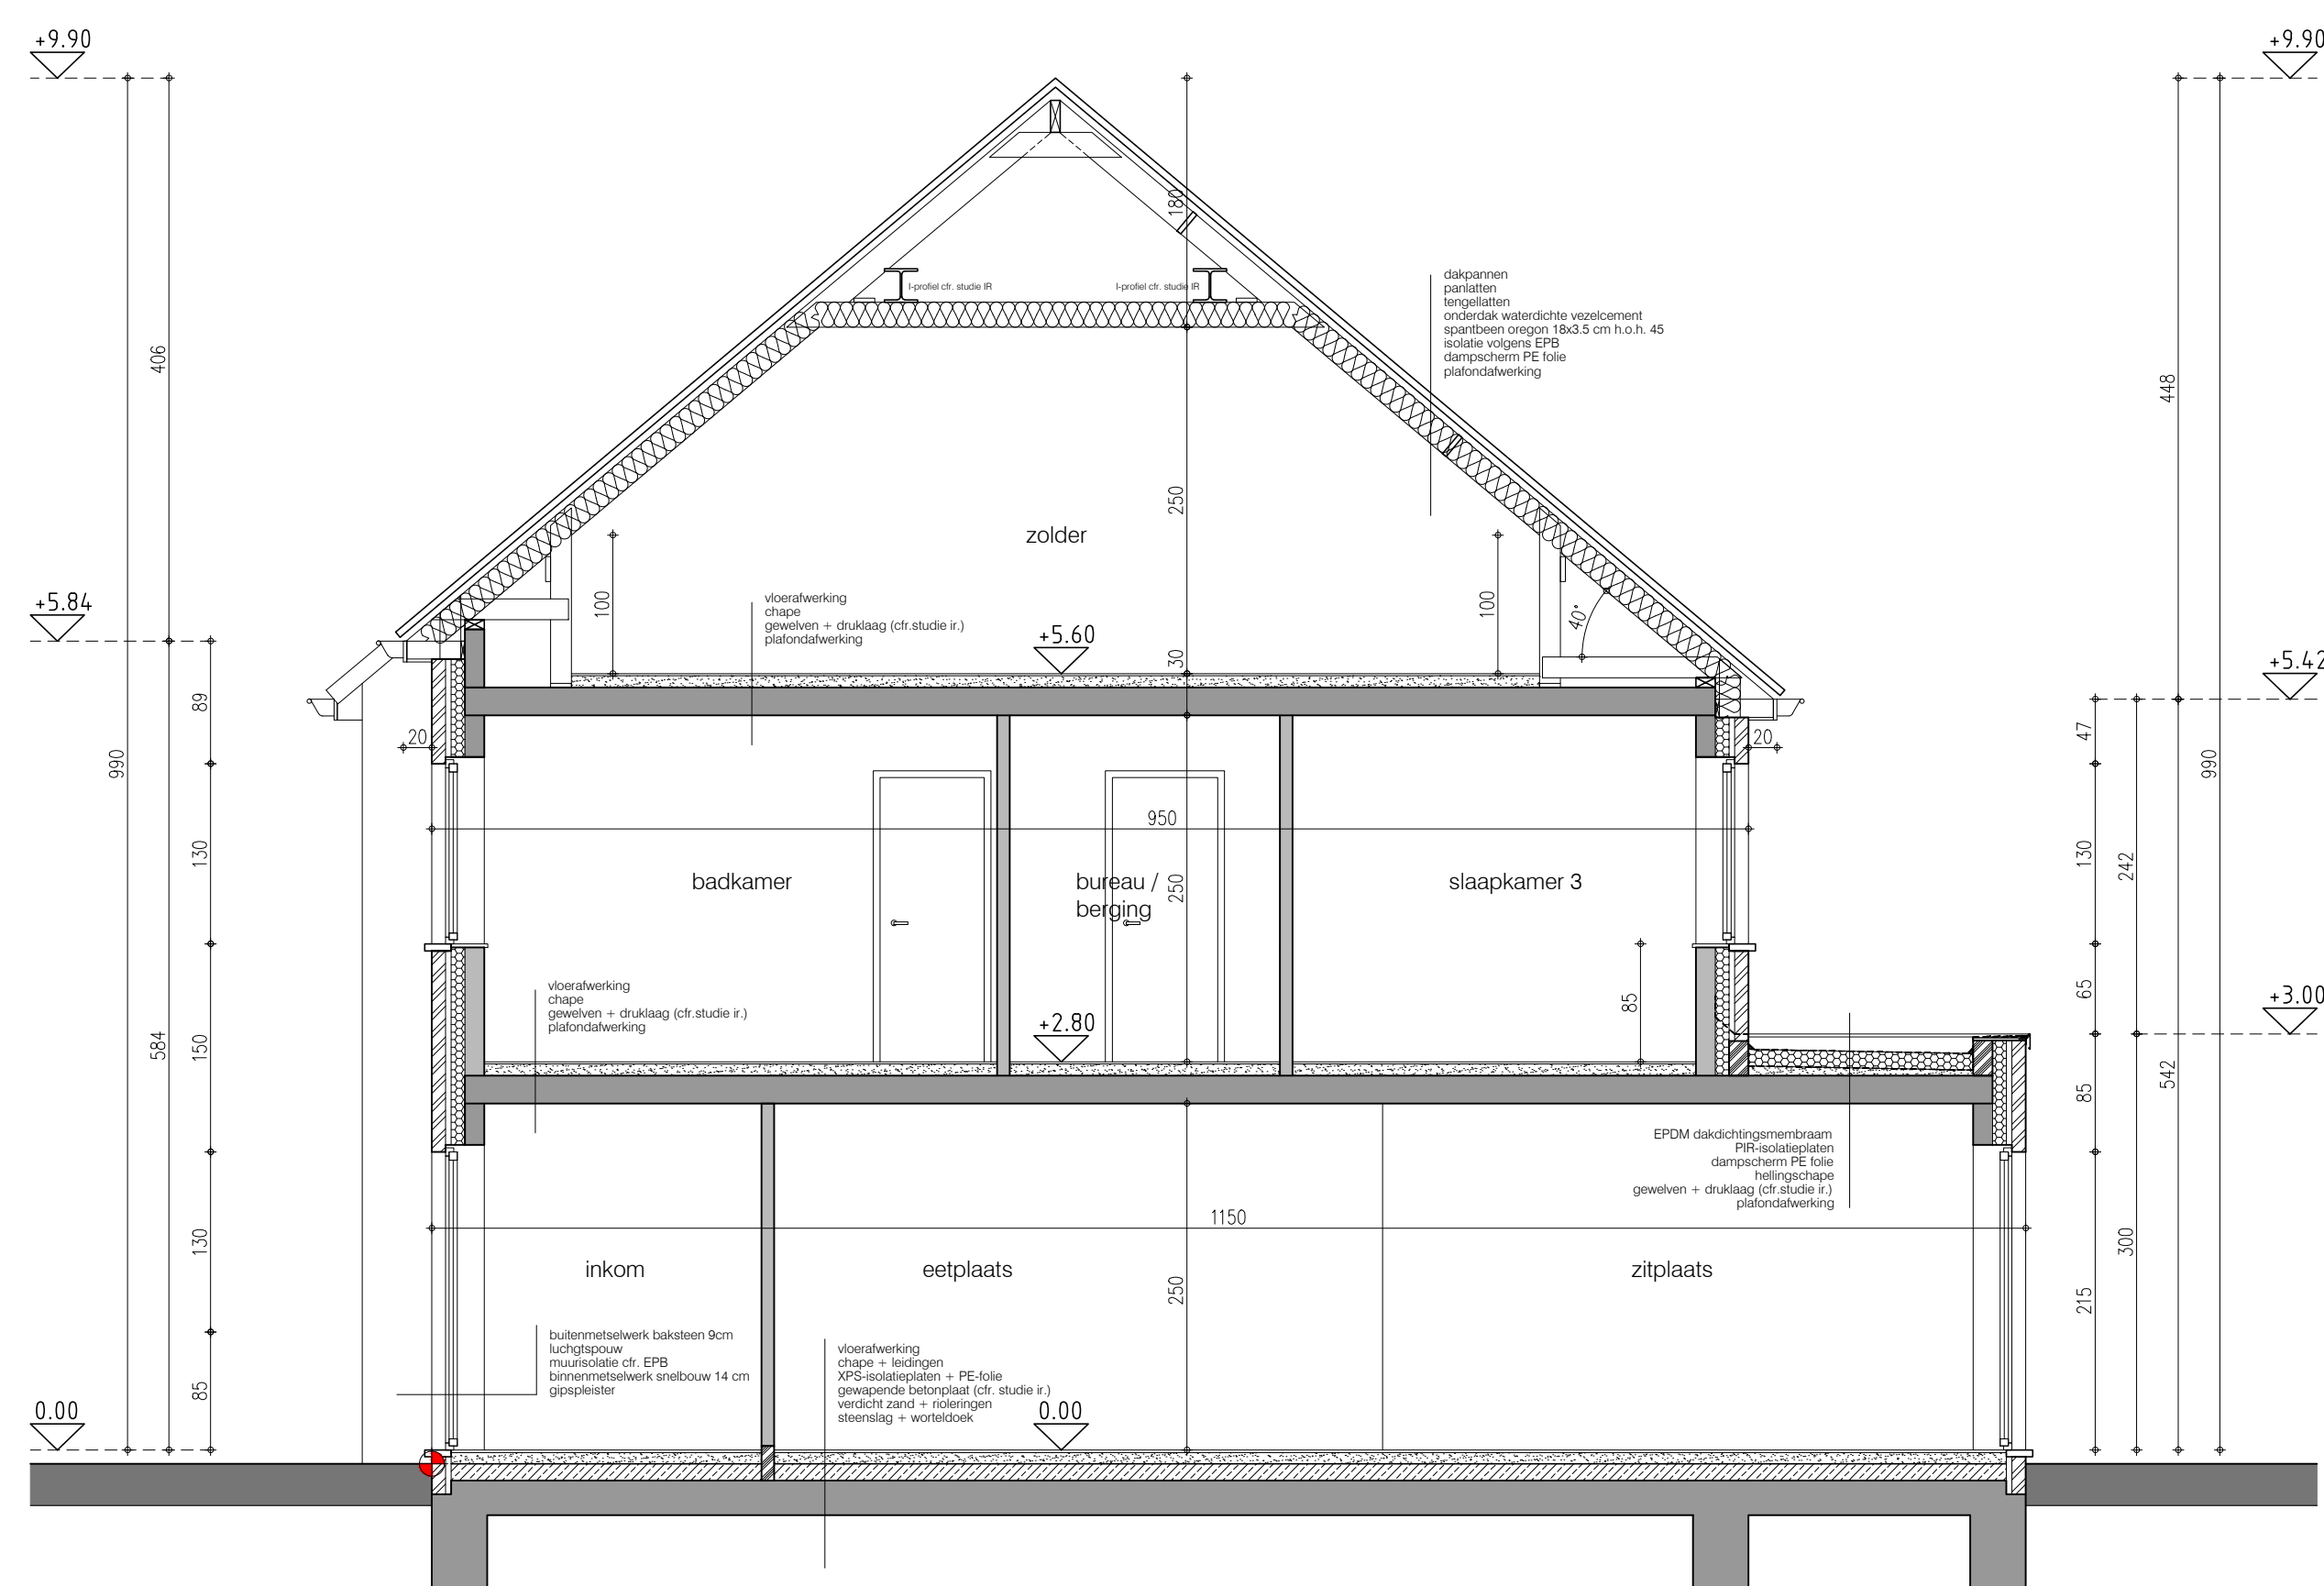 +9.90
+9.90
180
I-profiel cfr. studie IR
I-profiel cfr. studie IR
dakpannen
panlatten
tengellatten
onderdak waterdichte vezelcement
spantbeen oregon 18x3.5 cm h.o.h. 45
isolatie volgens EPB
dampscherm PE folie
plafondafwerking
406
448
250
zolder
+5.84
100
vloerafwerking
chape
gewelven + druklaag (cfr.studie ir.)
plafondafwerking
100
40°
+5.60
30
+5.42
89
20
20
47
990
990
950
130
badkamer
bureau /
berging
250
slaapkamer 3
130
242
vloerafwerking
chape
gewelven + druklaag (cfr.studie ir.)
plafondafwerking
85
65
+3.00
+2.80
584
150
542
85
EPDM dakdichtingsmembraam
PIR-isolatieplaten
dampscherm PE folie
hellingschape
gewelven + druklaag (cfr.studie ir.)
plafondafwerking
1150
130
300
inkom
eetplaats
250
zitplaats
215
buitenmetselwerk baksteen 9cm
luchgtspouw
muurisolatie cfr. EPB
binnenmetselwerk snelbouw 14 cm
gipspleister
vloerafwerking
chape + leidingen
XPS-isolatieplaten + PE-folie
gewapende betonplaat (cfr. studie ir.)
verdicht zand + rioleringen
steenslag + worteldoek
85
0.00
0.00